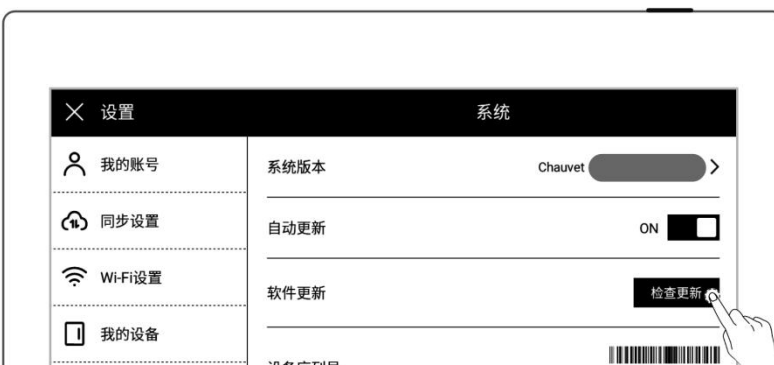 设置
系统
我的账号
系统版本
Chauvet
同步设置
自动更新
ON
Wi-Fi设置
软件更新
检查更新
我的设备